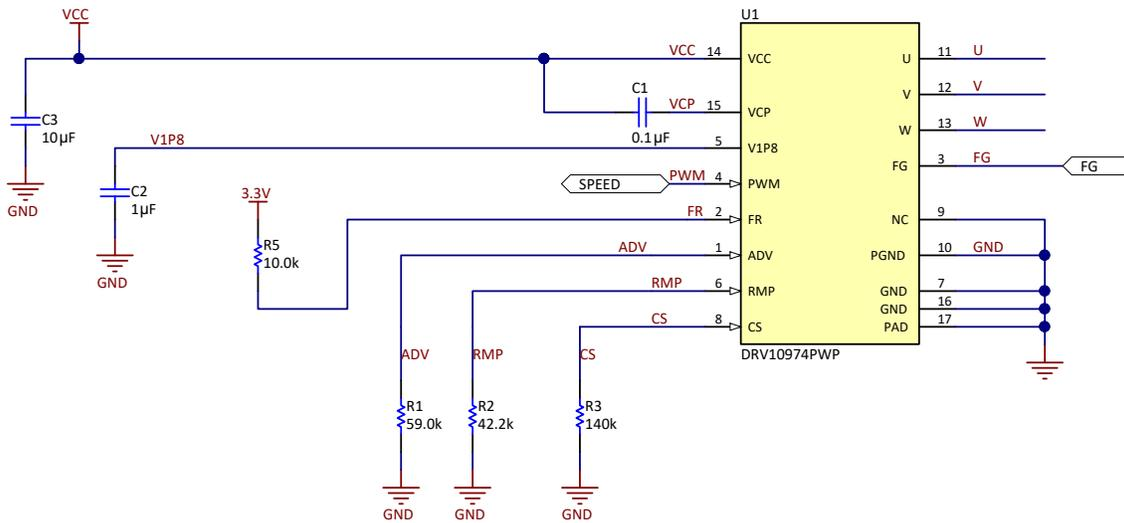 U1
VCC
VCC 14 VCC
U 11 U
V 12 V
C1
VCP 15 VCP
0.1µF
W 13 W
C3
10µF
V1P8
5 V1P8
FG 3 FG
FG
SPEED
PWM 4 PWM
GND
C2
1µF
3.3V
FR 2 FR
NC 9
R5
10.0k
ADV 1 ADV
PGND 10 GND
GND
RMP 6 RMP
GND 7
GND 16
CS 8 CS
PAD 17
DRV10974PWP
ADV
RMP
CS
R1
59.0k
R2
42.2k
R3
140k
GND
GND
GND